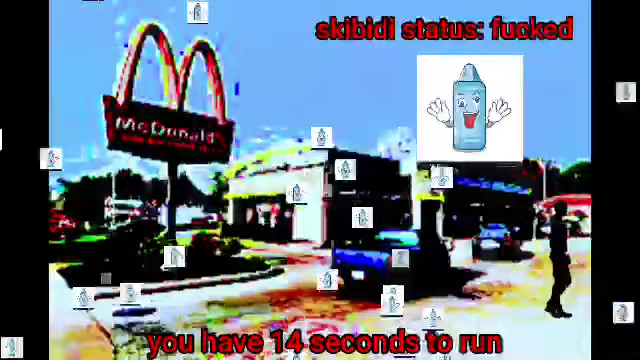 skibidi status: fucked
McDonald's
you have 14 seconds to run